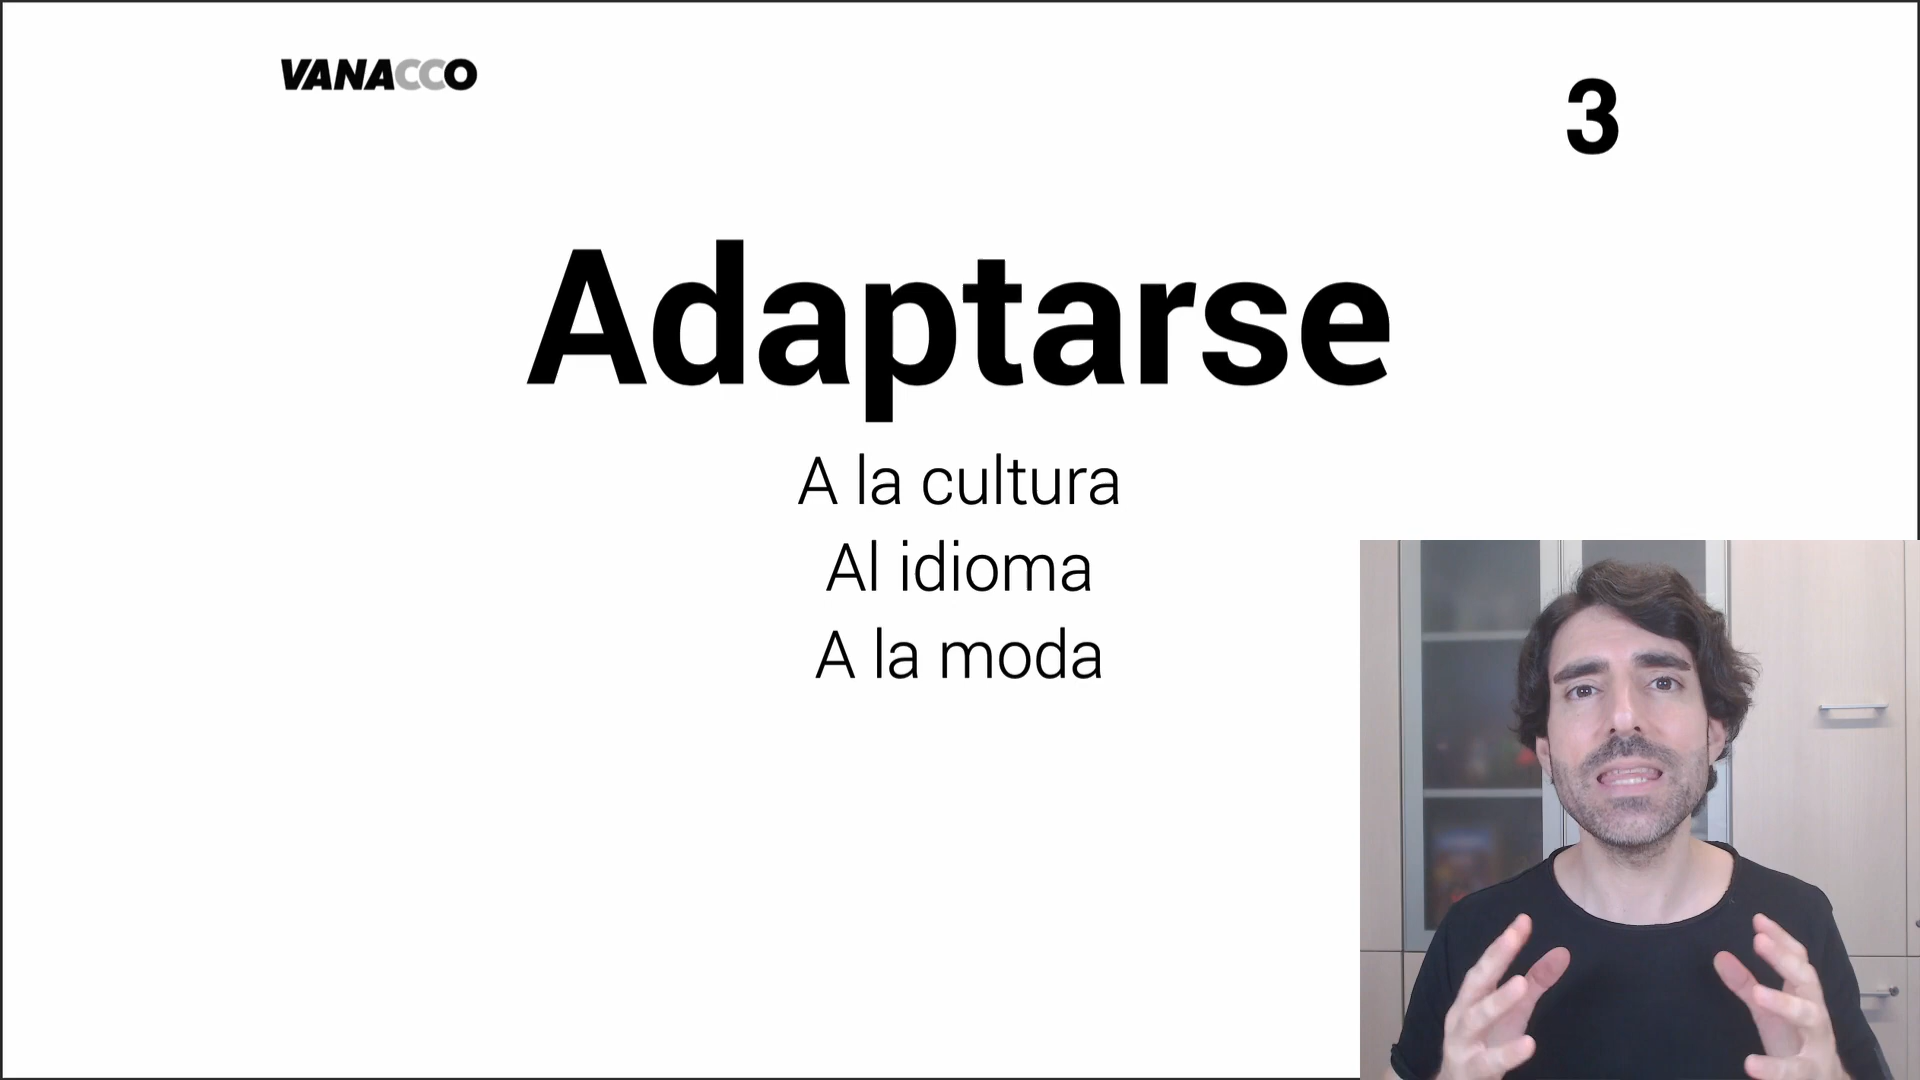 VANACCO
3
Adaptarse
A la cultura
Al idioma
A la moda